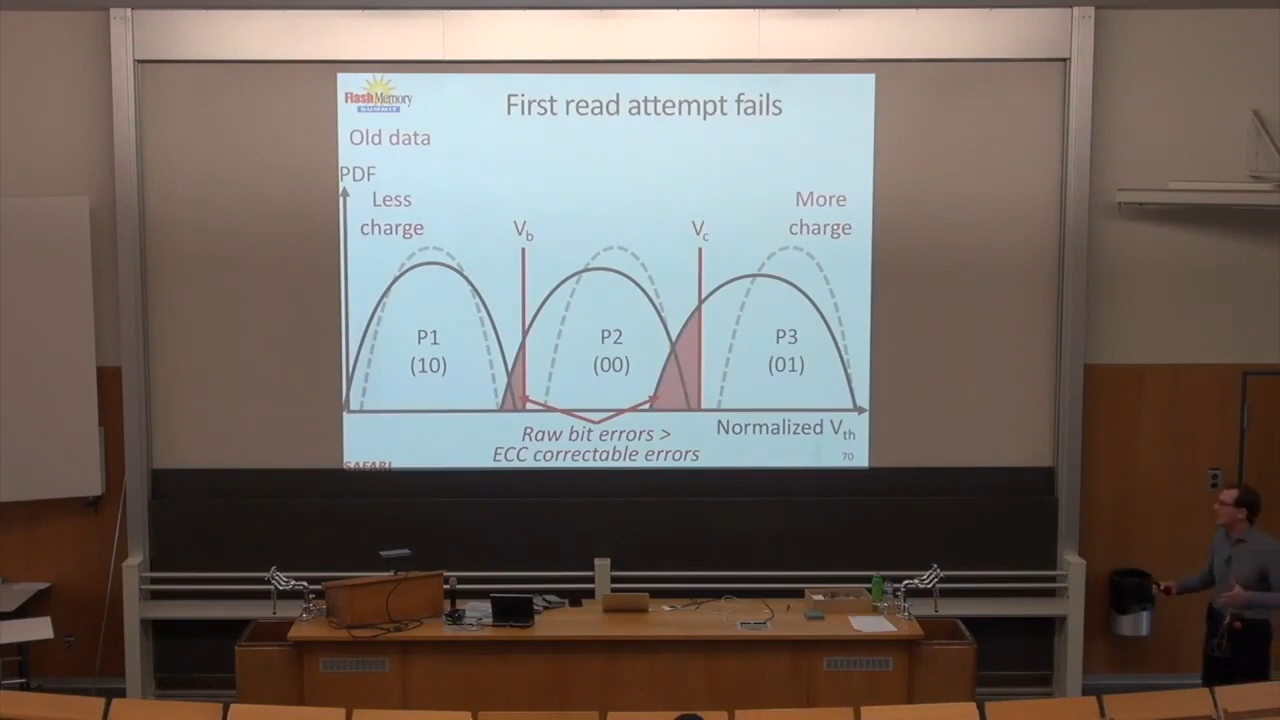 Flash Memory
SUMMIT
First read attempt fails
Old data
PDF
Less
charge
More
charge
Vb
Vc
P1
(10)
P2
(00)
P3
(01)
Raw bit errors >
ECC correctable errors
Normalized Vth
SAFARI
70